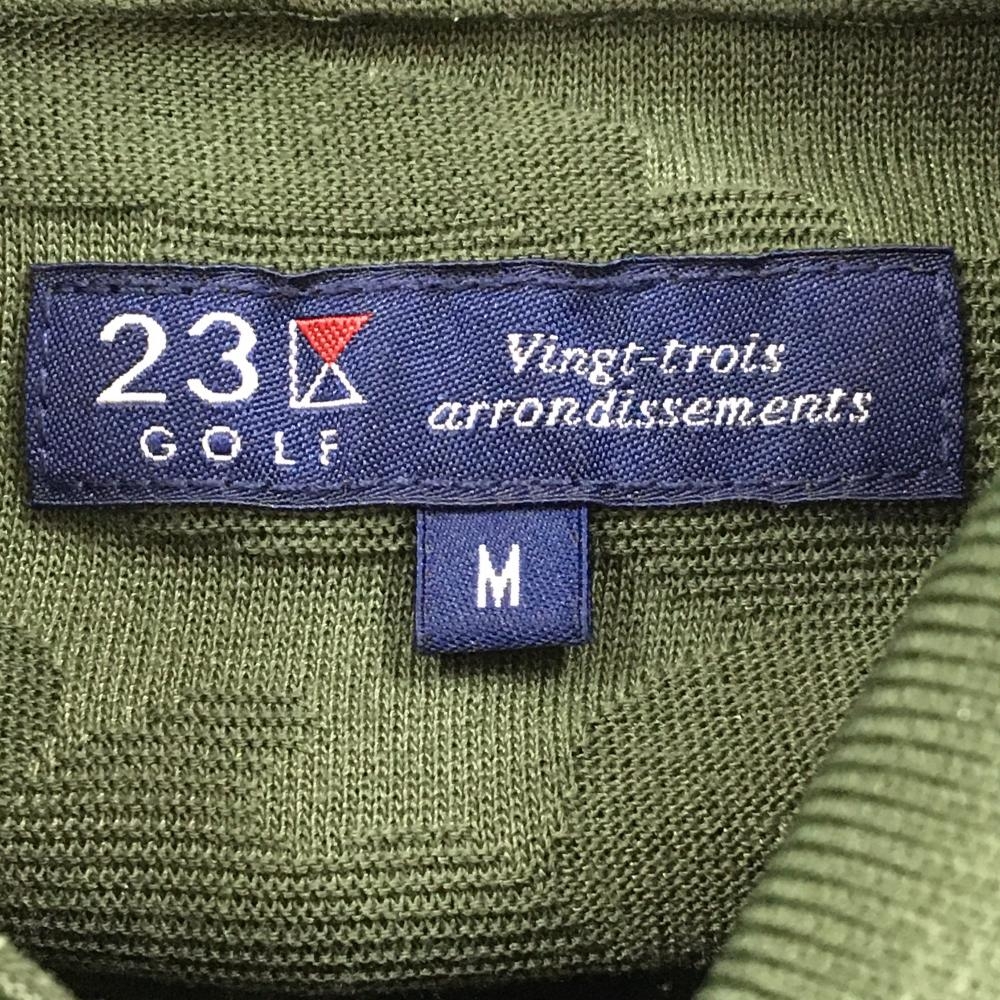 23
GOLF
Vingt-trois
arrondissements
M